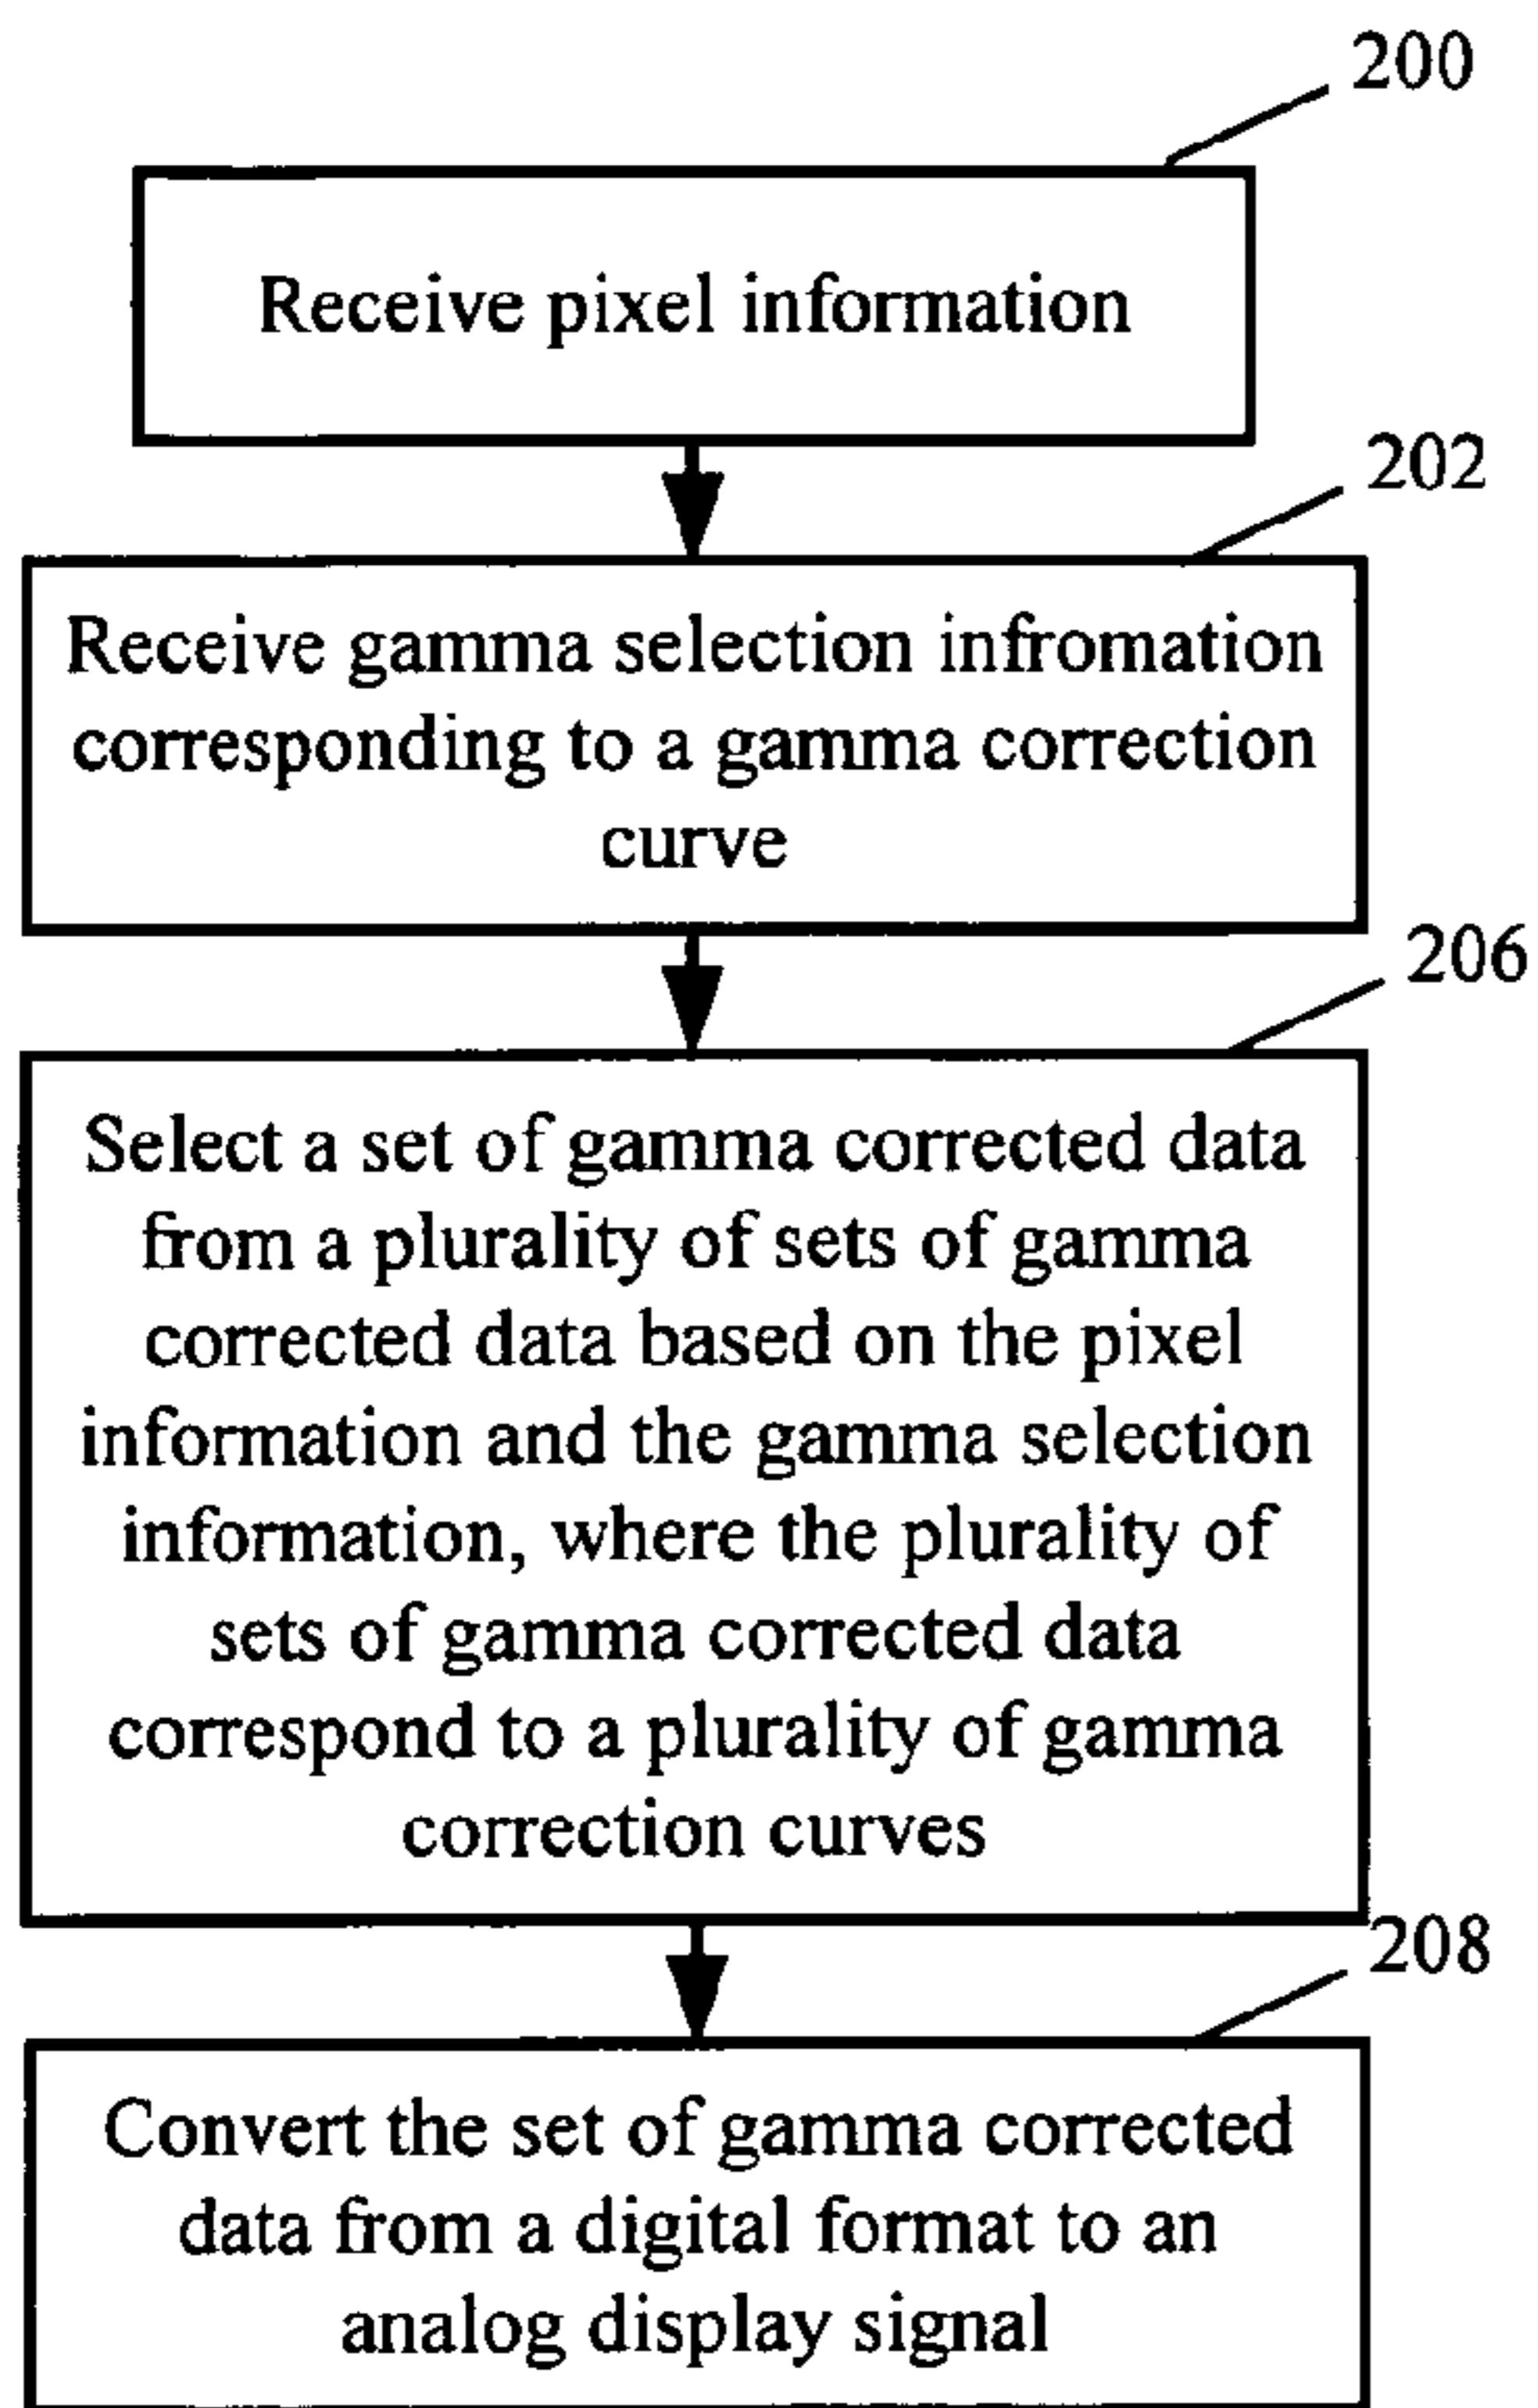 200
Receive pixel information
202
Receive gamma selection infromation
corresponding to a gamma correction
curve
206
Select a set of gamma corrected data
from a plurality of sets of gamma
corrected data based on the pixel
information and the gamma selection
information, where the plurality of
sets of gamma corrected data
correspond to a plurality of gamma
correction curves
208
Convert the set of gamma corrected
data from a digital format to an
analog display signal